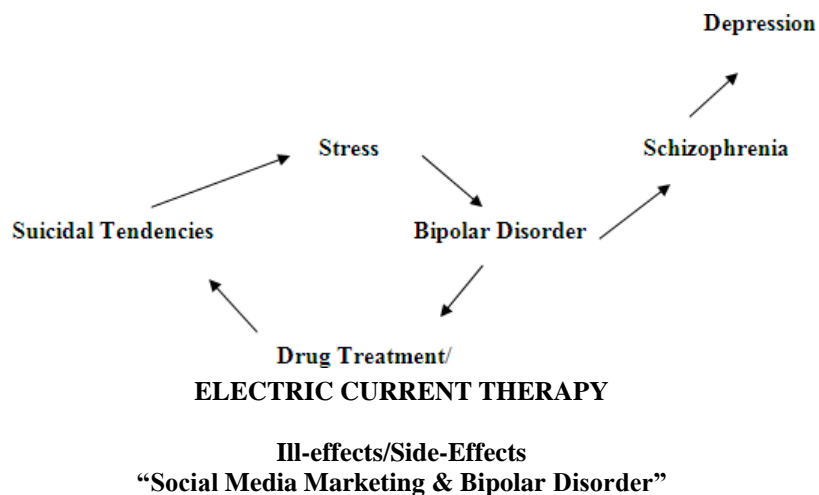 Depression
Stress
Schizophrenia
Suicidal Tendencies
Bipolar Disorder
Drug Treatment/
ELECTRIC CURRENT THERAPY
Ill-effects/Side-Effects
“Social Media Marketing & Bipolar Disorder”